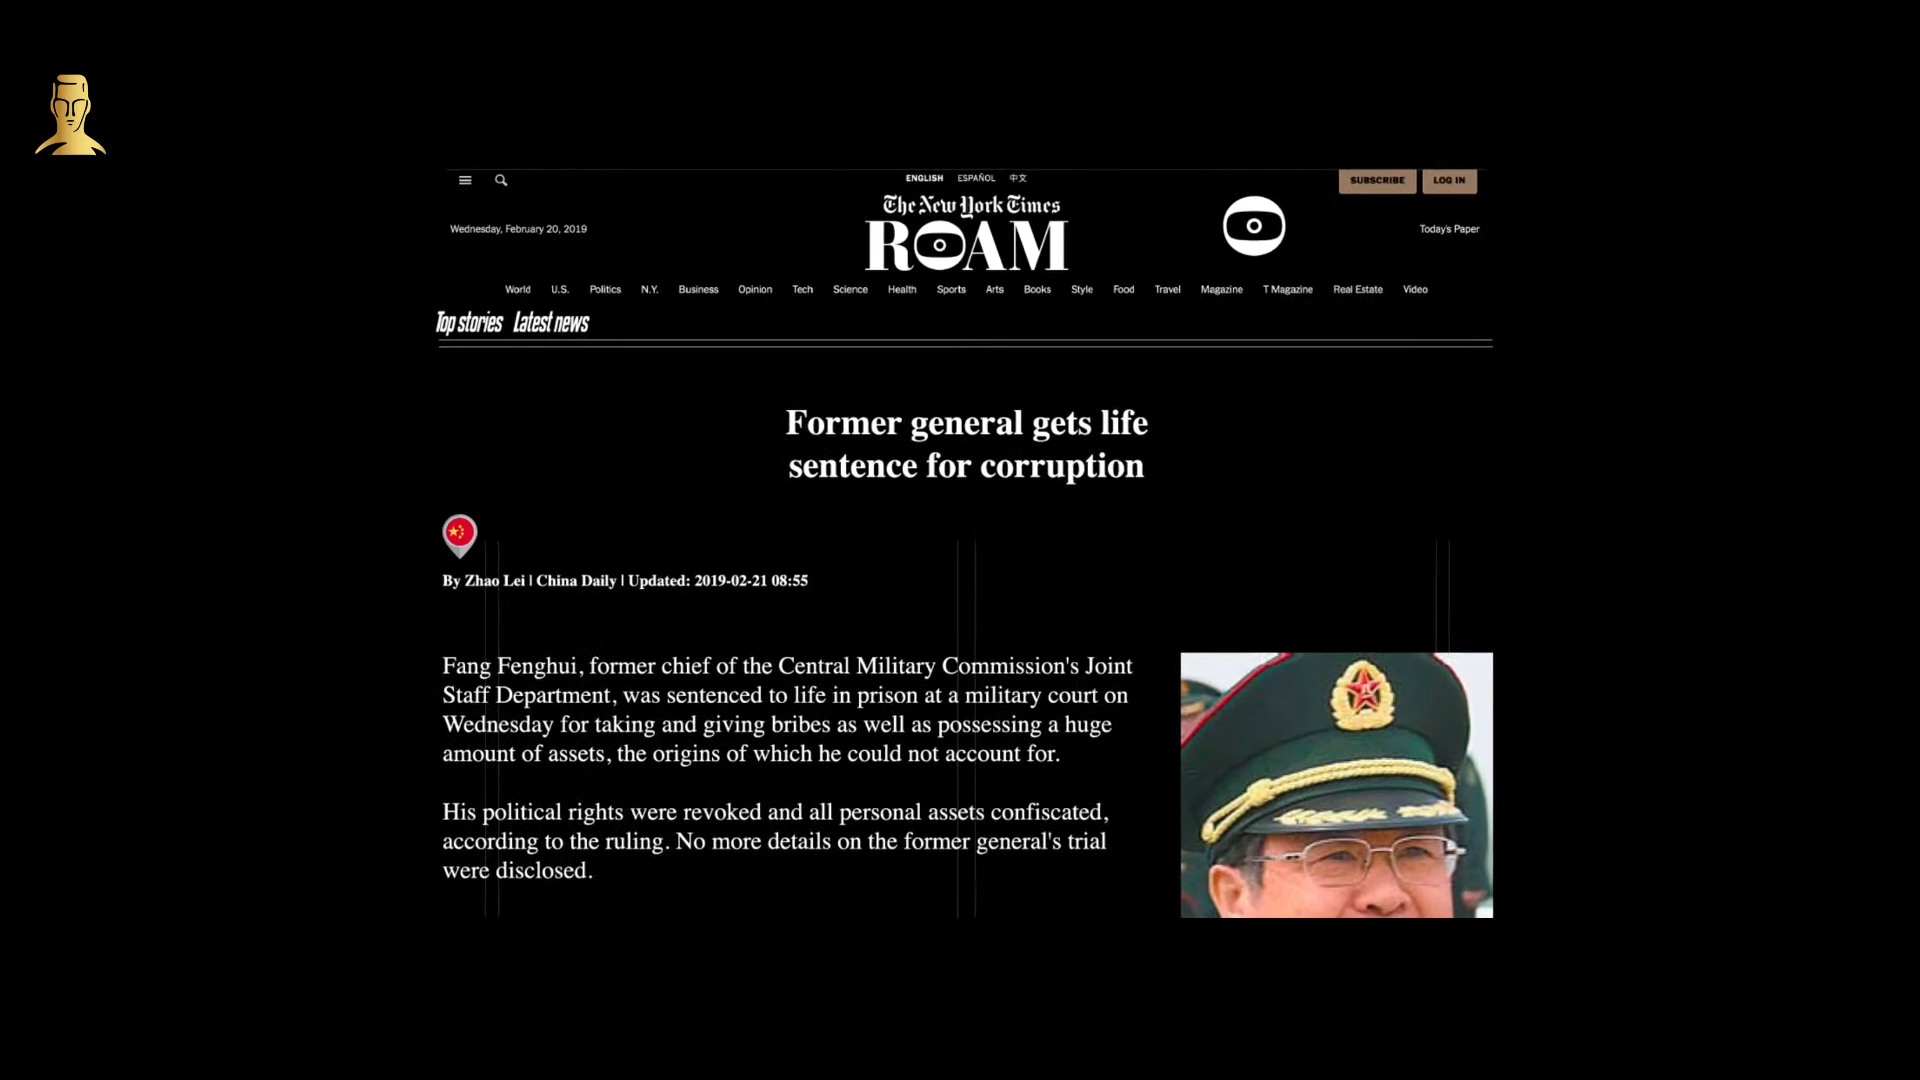 ENGLISH ESPAÑOL 中文
SUBSCRIBE LOG IN
The New York Times
ROAM
Wednesday, February 20, 2019
Today's Paper
World U.S. Politics N.Y. Business Opinion Tech Science Health Sports Arts Books Style Food Travel Magazine T Magazine Real Estate Video
Top stories Latest news
Former general gets life
sentence for corruption
By Zhao Lei | China Daily | Updated: 2019-02-21 08:55
Fang Fenghui, former chief of the Central Military Commission's Joint
Staff Department, was sentenced to life in prison at a military court on
Wednesday for taking and giving bribes as well as possessing a huge
amount of assets, the origins of which he could not account for.
His political rights were revoked and all personal assets confiscated,
according to the ruling. No more details on the former general's trial
were disclosed.